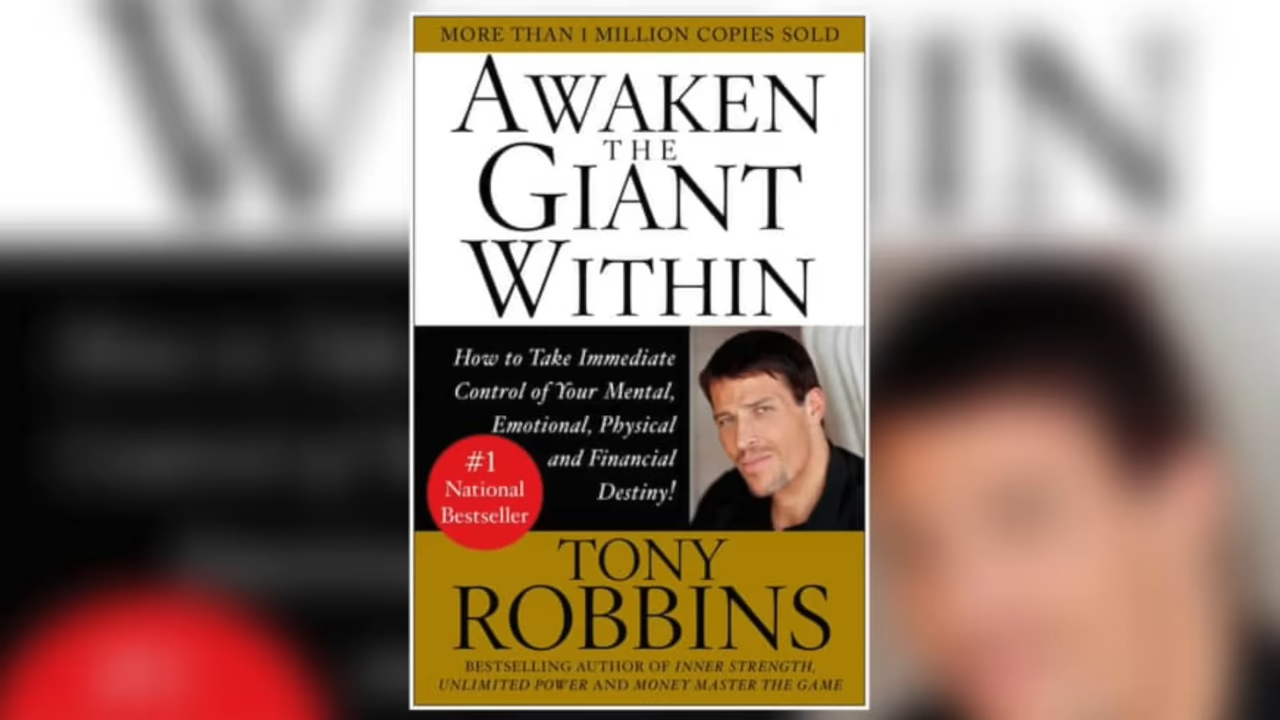 MORE THAN 1 MILLION COPIES SOLD
AWAKEN
THE
GIANT
WITHIN
How to Take Immediate
Control of Your Mental,
Emotional, Physical
and Financial
Destiny!
#1
National
Bestseller
TONY
ROBBINS
BESTSELLING AUTHOR OF INNER STRENGTH,
UNLIMITED POWER AND MONEY MASTER THE GAME